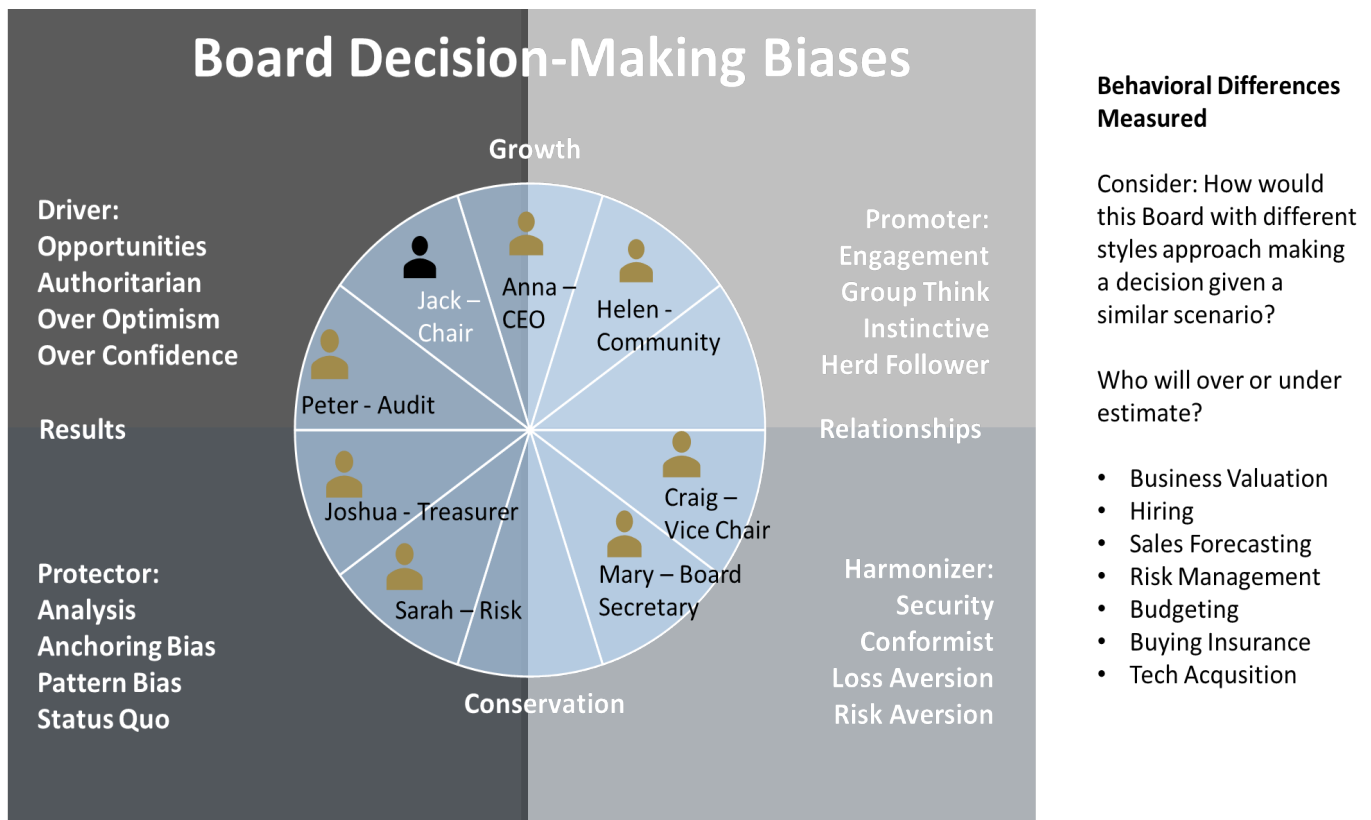 Board Decision-Making Biases
Growth
Driver:
Opportunities
Authoritarian
Over Optimism
Over Confidence
Promoter:
Engagement
Group Think
Instinctive
Herd Follower
Jack –
Chair
Anna –
CEO
Helen -
Community
Peter - Audit
Results
Relationships
Joshua - Treasurer
Sarah – Risk
Craig –
Vice Chair
Mary – Board
Secretary
Protector:
Analysis
Anchoring Bias
Pattern Bias
Status Quo
Harmonizer:
Security
Conformist
Loss Aversion
Risk Aversion
Conservation
Behavioral Differences
Measured
Consider: How would
this Board with different
styles approach making
a decision given a
similar scenario?
Who will over or under
estimate?
• Business Valuation
• Hiring
• Sales Forecasting
• Risk Management
• Budgeting
• Buying Insurance
• Tech Acqusition